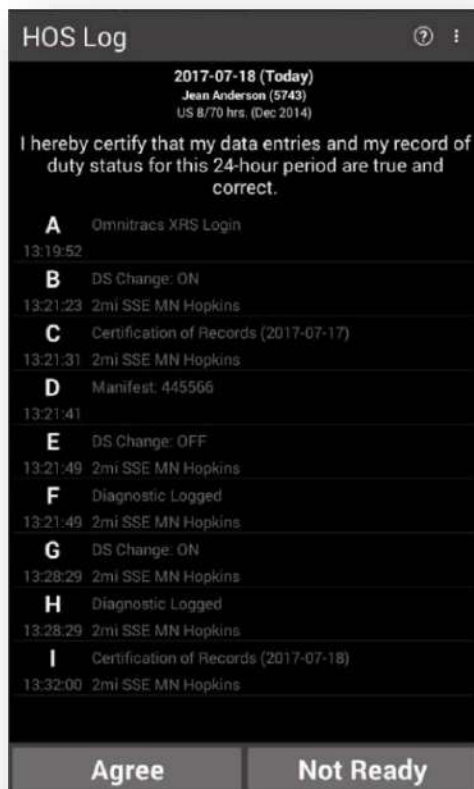 HOS Log
2017-07-18 (Today)
Jean Anderson (5743)
US 8/70 hrs. (Dec 2014)
I hereby certify that my data entries and my record of
duty status for this 24-hour period are true and
correct.
A Omnitracs XRS Login
13:19:52
B DS Change: ON
13:21:23 2mi SSE MN Hopkins
C Certification of Records (2017-07-17)
13:21:31 2mi SSE MN Hopkins
D Manifest: 445566
13:21:41
E DS Change: OFF
13:21:49 2mi SSE MN Hopkins
F Diagnostic Logged
13:21:49 2mi SSE MN Hopkins
G DS Change: ON
13:28:29 2mi SSE MN Hopkins
H Diagnostic Logged
13:28:29 2mi SSE MN Hopkins
I Certification of Records (2017-07-18)
13:32:00 2mi SSE MN Hopkins
Agree Not Ready